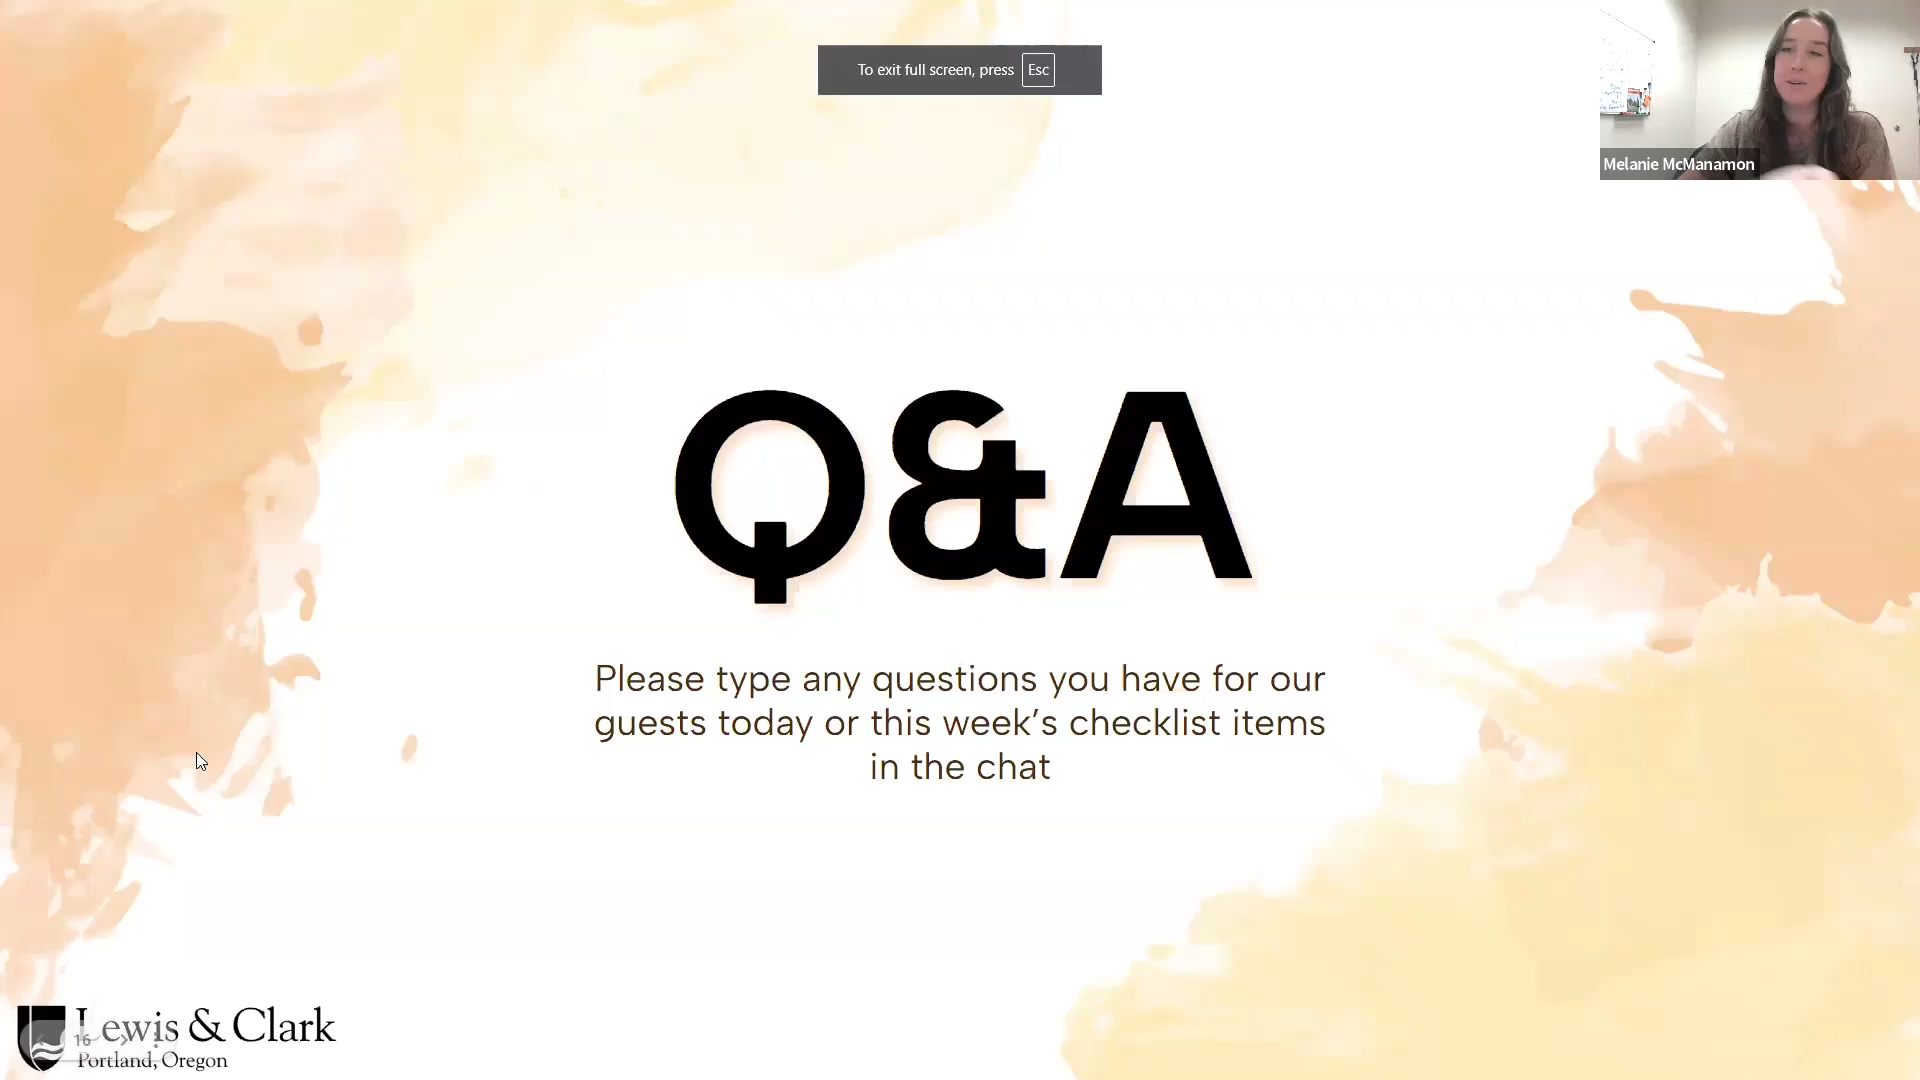 To exit full screen, press Esc
Melanie McManamon
Q&A
Please type any questions you have for our
guests today or this week’s checklist items
in the chat
Lewis & Clark
16
Portland, Oregon